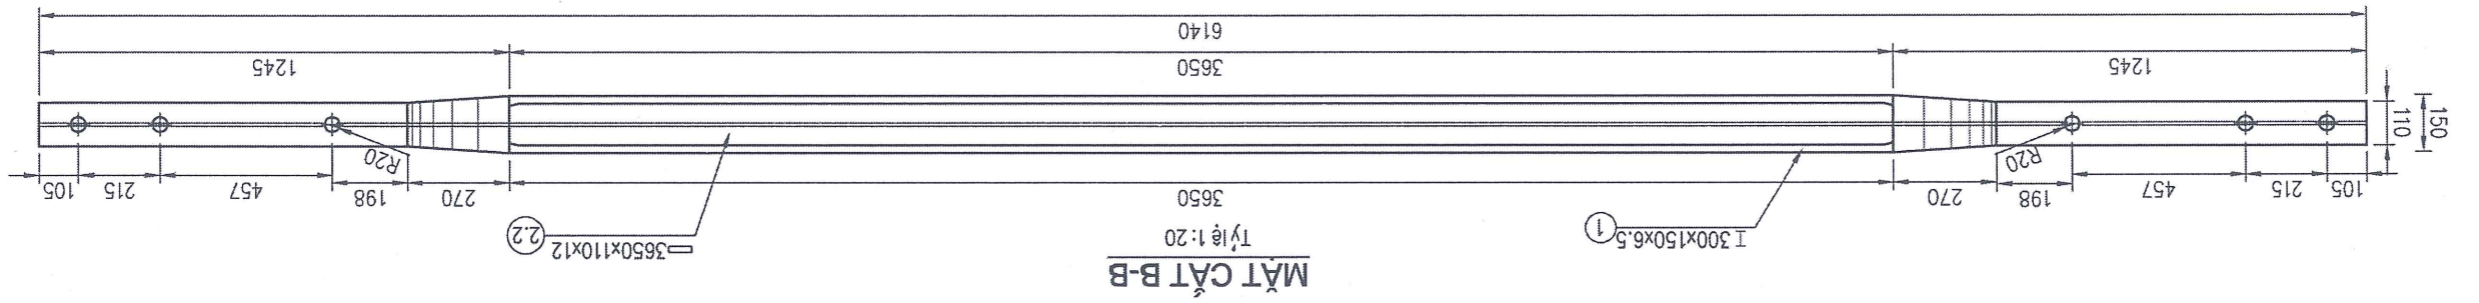 MẶT CẮT B-B
Tỷ lệ 1:20
I 300x150x6.5 1
3650x110x12 2.2
105 215 457 198 270 3650 270 198 457 215 105
R20 R20
150 110
1245 3650 1245
6140